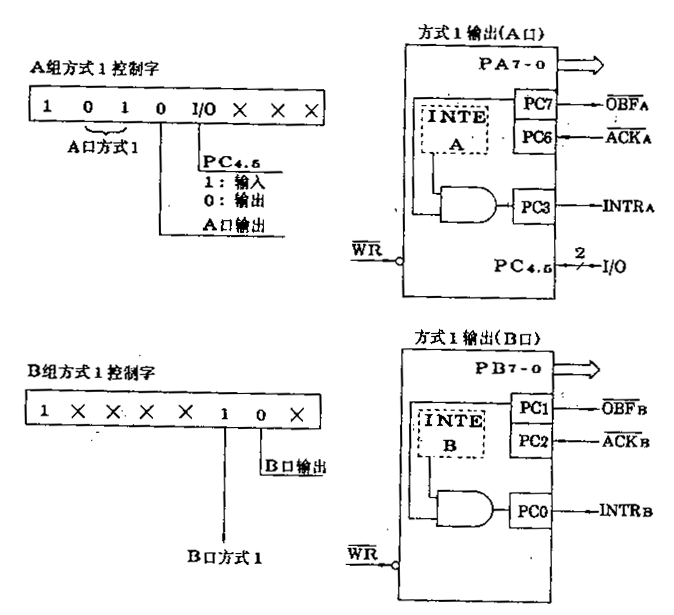 A组方式1控制字
1 0 1 0 I/O × × ×
A口方式1
PC4.5
1: 输入
0: 输出
A口输出
方式1输出(A口)
PA7-0
INTE
A
PC7
OBFA
PC6
ACKA
PC3
INTRA
WR
PC4.5
2
I/O
B组方式1控制字
1 × × × × 1 0 ×
B口输出
B口方式1
方式1输出(B口)
PB7-0
INTE
B
PC1
OBFB
PC2
ACKB
PC0
INTRB
WR